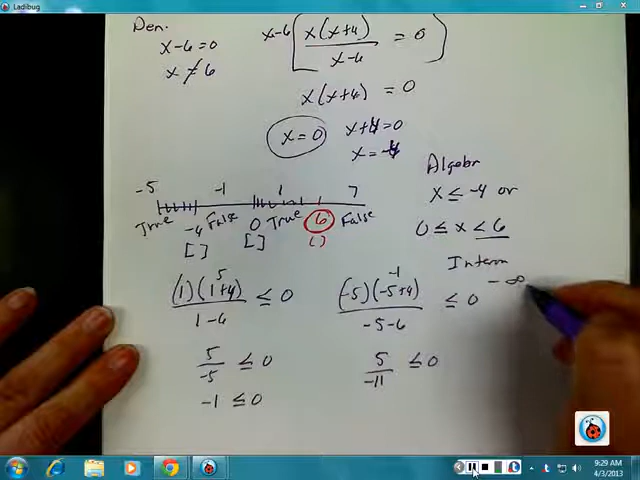 Ladibug
Den.
x-6=0
x≠6
x-6( x(x+4) / x-6 = 0 )
x(x+4) = 0
x=0
x+4=0
x=-4
-5 -1 1 7
True -4 False 0 True 6 False
[ ] [ ] ( )
Algebr
x ≤ -4 or
0 ≤ x < 6
Interm
-∞
(1)(1+4) / 1-6 ≤ 0
5
5 / -5 ≤ 0
-1 ≤ 0
(-5)(-5+4) / -5-6 ≤ 0
-1
5 / -11 ≤ 0
9:29 AM
4/3/2013